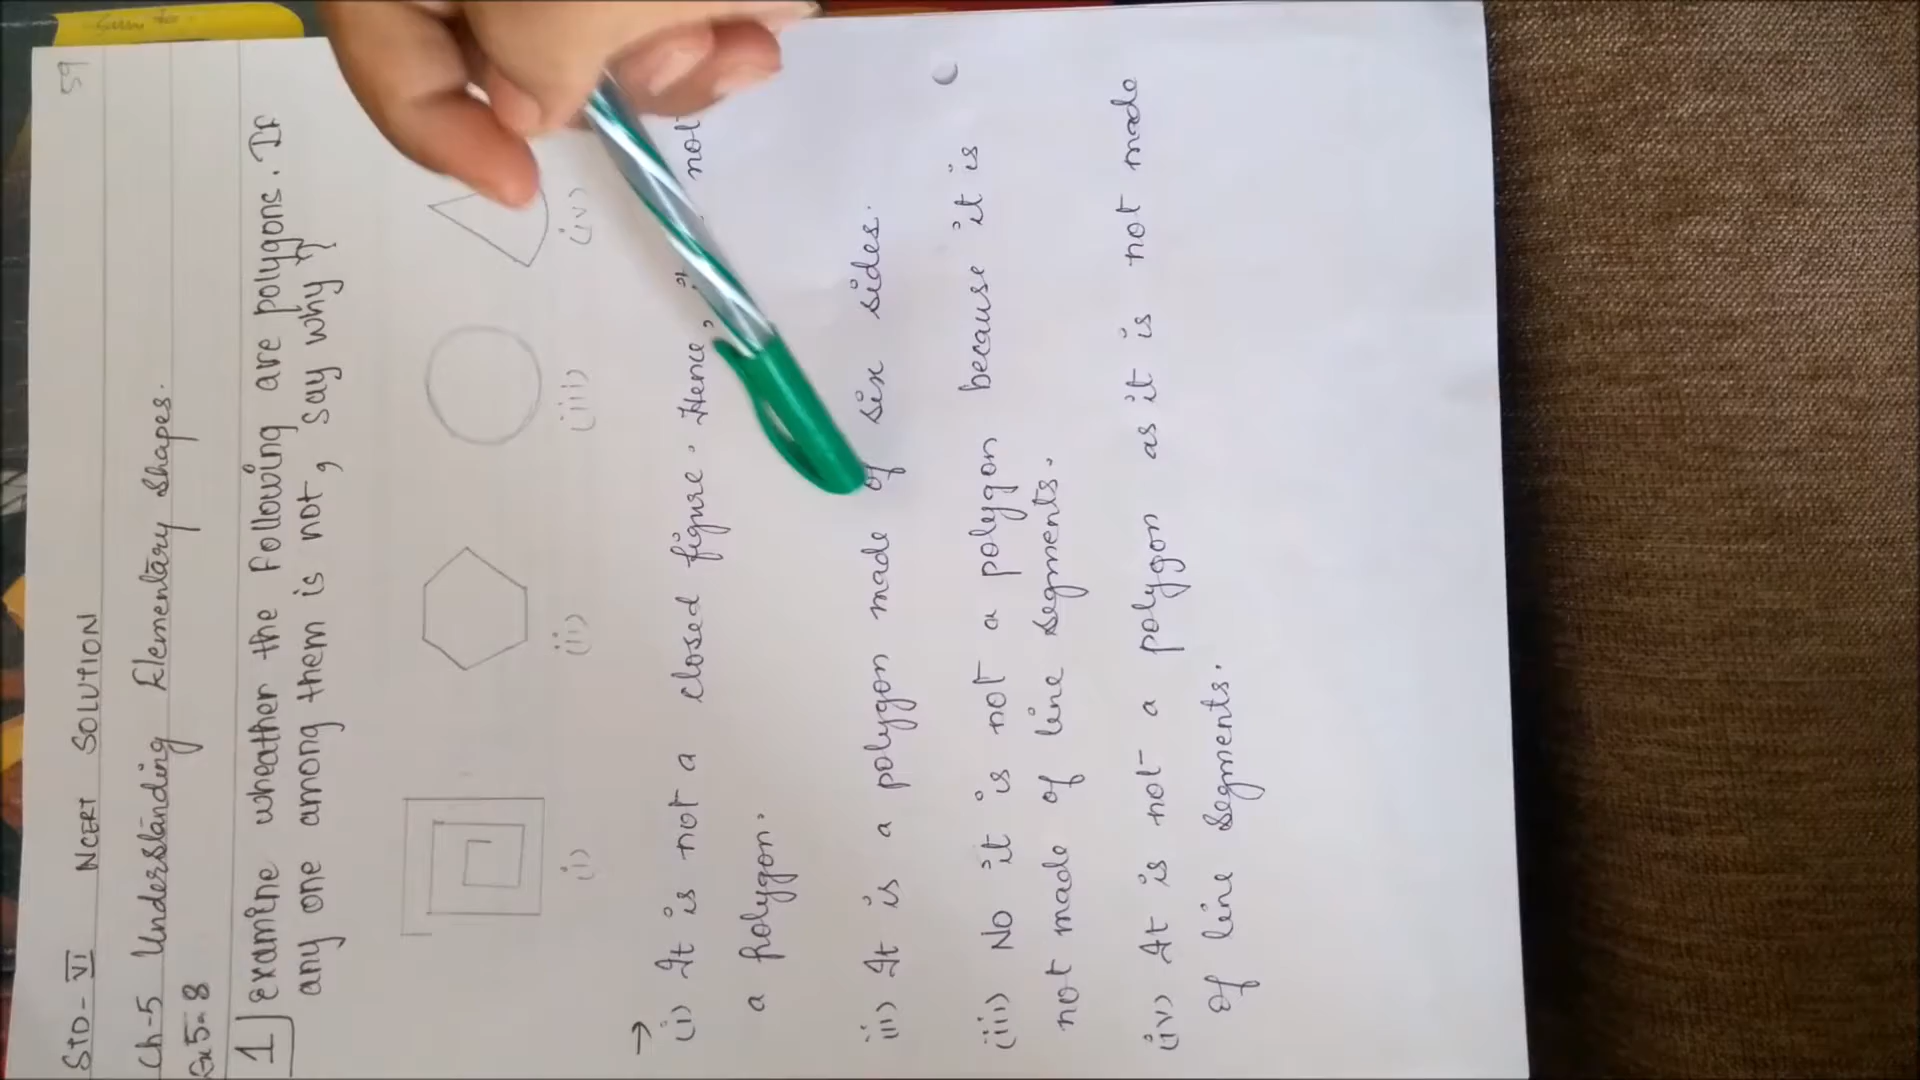 59
STD - VI NCERT SOLUTION
Ch-5 Understanding Elementary Shapes.
Ex 5.8
1] examine wheather the Following are polygons. IF
any one among them is not, say why?
(i) (ii) (iii) (iv)
→
(i) It is not a closed figure. Hence, not
a polygon.
ii) It is a polygon made of six sides.
(iii) No it is not a polygon because it is
not made of line segments.
(iv) It is not a polygon as it is not made
of line segments.